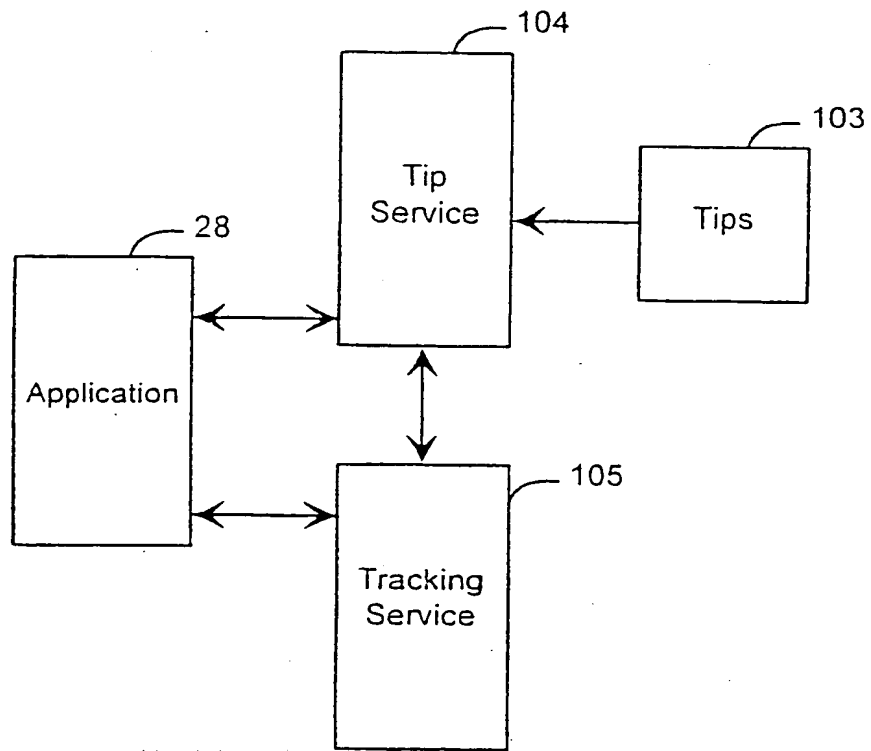 104
103
Tip
Service
Tips
28
Application
105
Tracking
Service